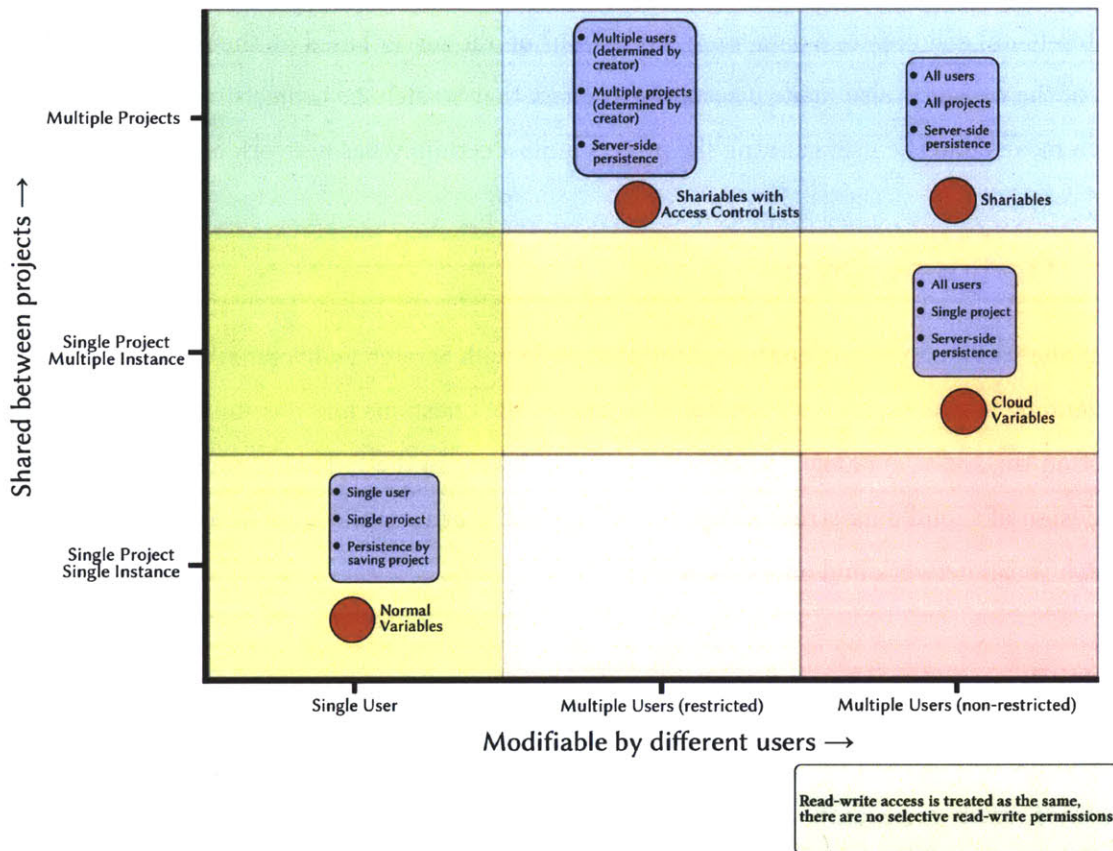 Multiple users
(determined by
creator)
Multiple projects
(determined by
creator)
Server-side
persistence
All users
All projects
Server-side
persistence
Multiple Projects
Shariables with
Access Control Lists
Shariables
Shared between projects →
All users
Single project
Server-side
persistence
Single Project
Multiple Instance
Cloud
Variables
Single user
Single project
Persistence by
saving project
Single Project
Single Instance
Normal
Variables
Single User
Multiple Users (restricted)
Multiple Users (non-restricted)
Modifiable by different users →
Read-write access is treated as the same,
there are no selective read-write permissions